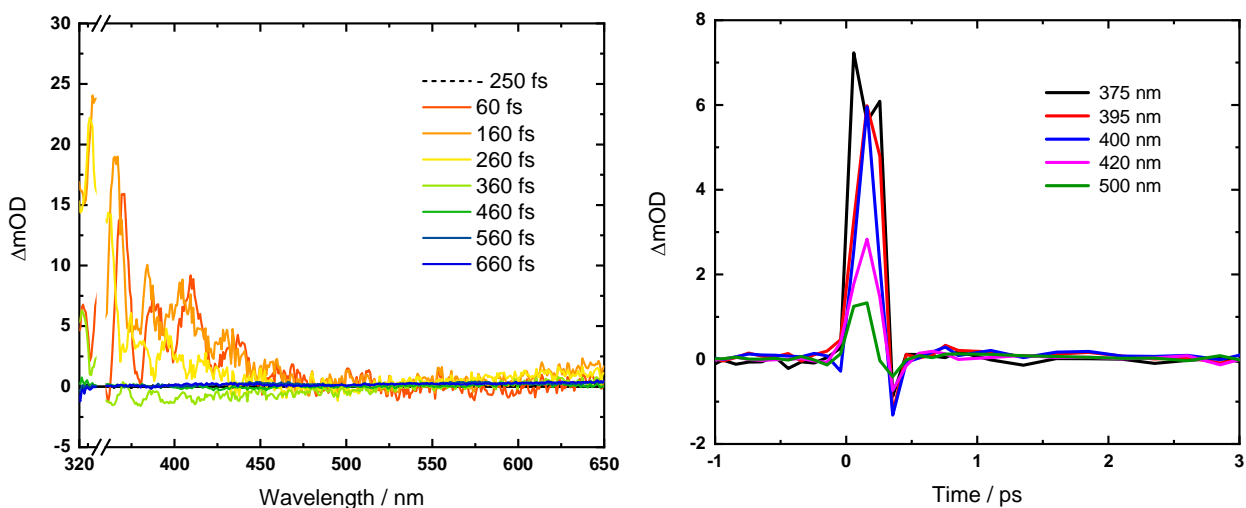 30
25
20
15
10
5
0
-5
ΔmOD
320
400
450
500
550
600
650
Wavelength / nm
- 250 fs
60 fs
160 fs
260 fs
360 fs
460 fs
560 fs
660 fs
8
6
4
2
0
-2
ΔmOD
-1
0
1
2
3
Time / ps
375 nm
395 nm
400 nm
420 nm
500 nm